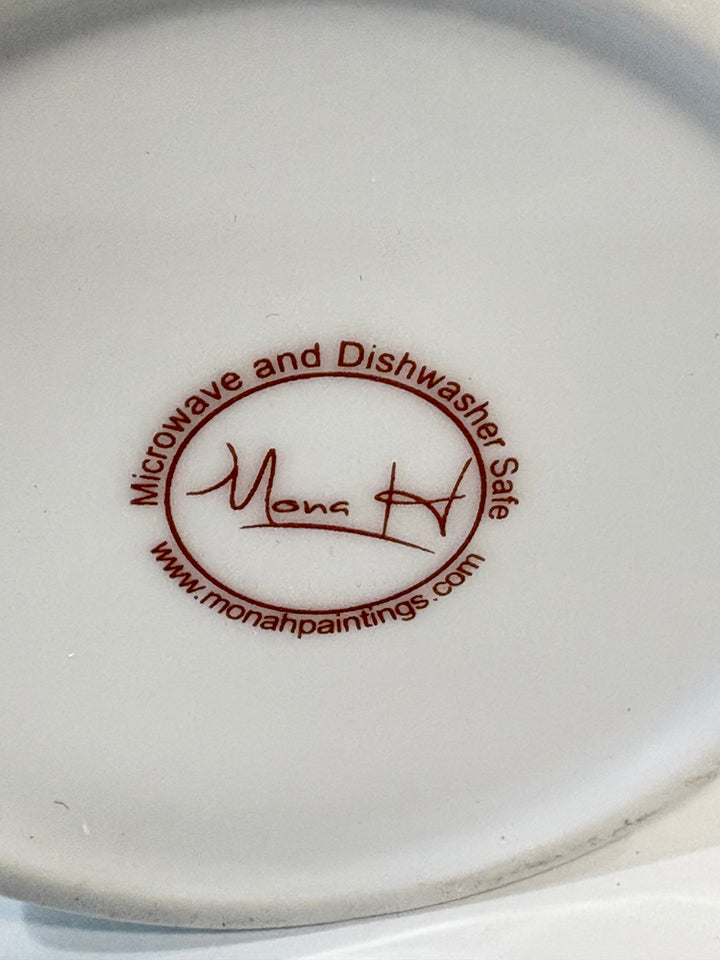 Microwave and Dishwasher Safe
Mona H
www.monahpaintings.com